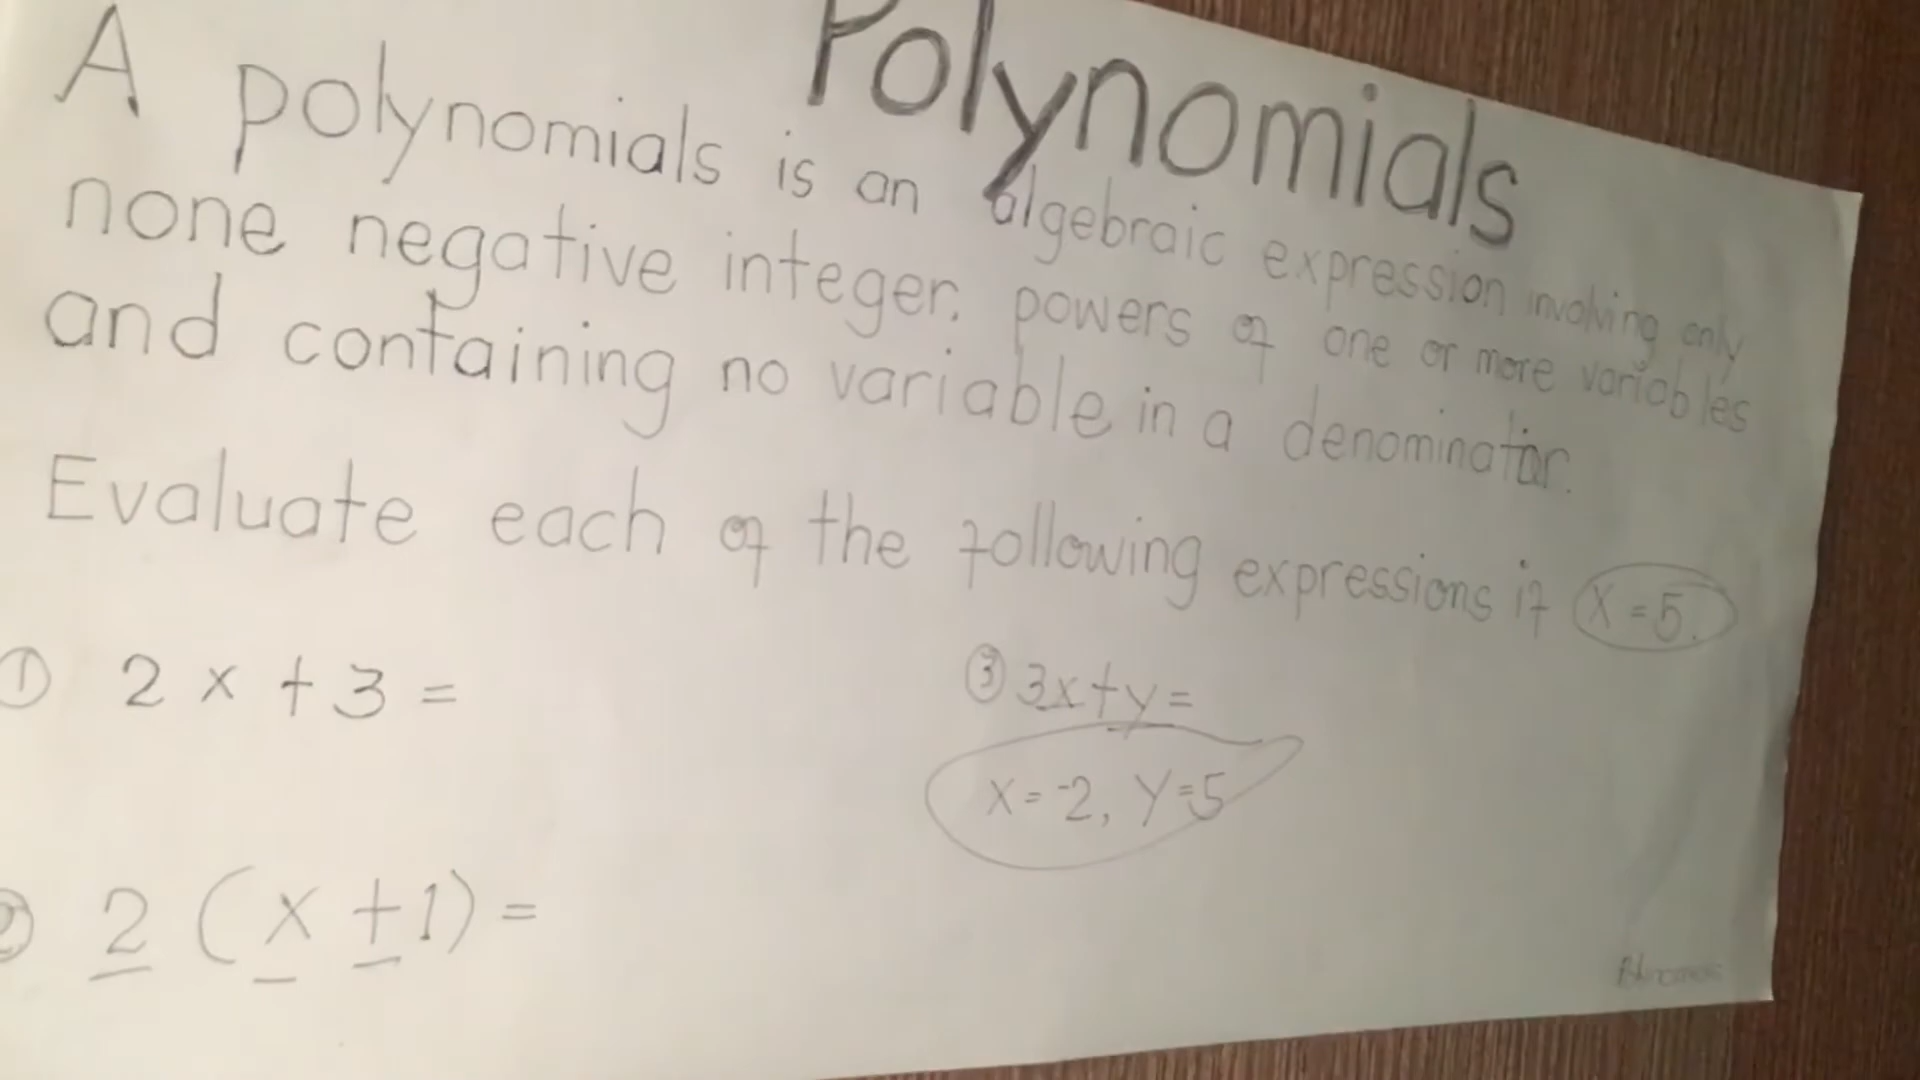 Polynomials
A polynomials is an algebraic expression involving only
none negative integer, powers of one or more variables
and containing no variable in a denominator.
Evaluate each of the following expressions if x = 5.
① 2x + 3 =
② 2 (x + 1) =
③ 3x + y =
x = -2, y = 5